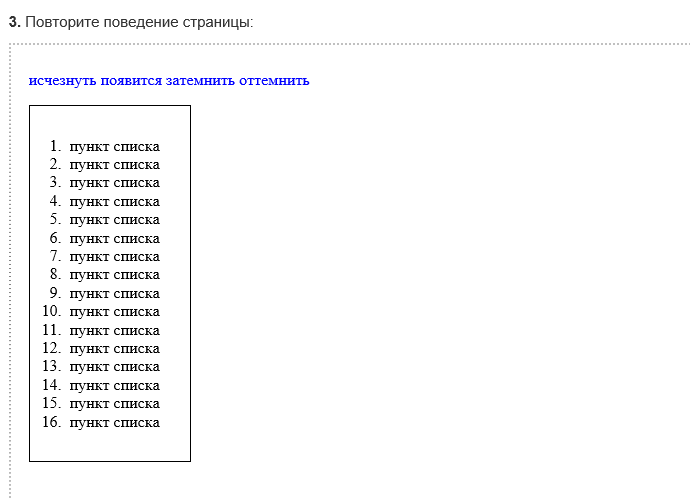 3. Повторите поведение страницы:
исчезнуть появится затемнить оттемнить
1. пункт списка
2. пункт списка
3. пункт списка
4. пункт списка
5. пункт списка
6. пункт списка
7. пункт списка
8. пункт списка
9. пункт списка
10. пункт списка
11. пункт списка
12. пункт списка
13. пункт списка
14. пункт списка
15. пункт списка
16. пункт списка